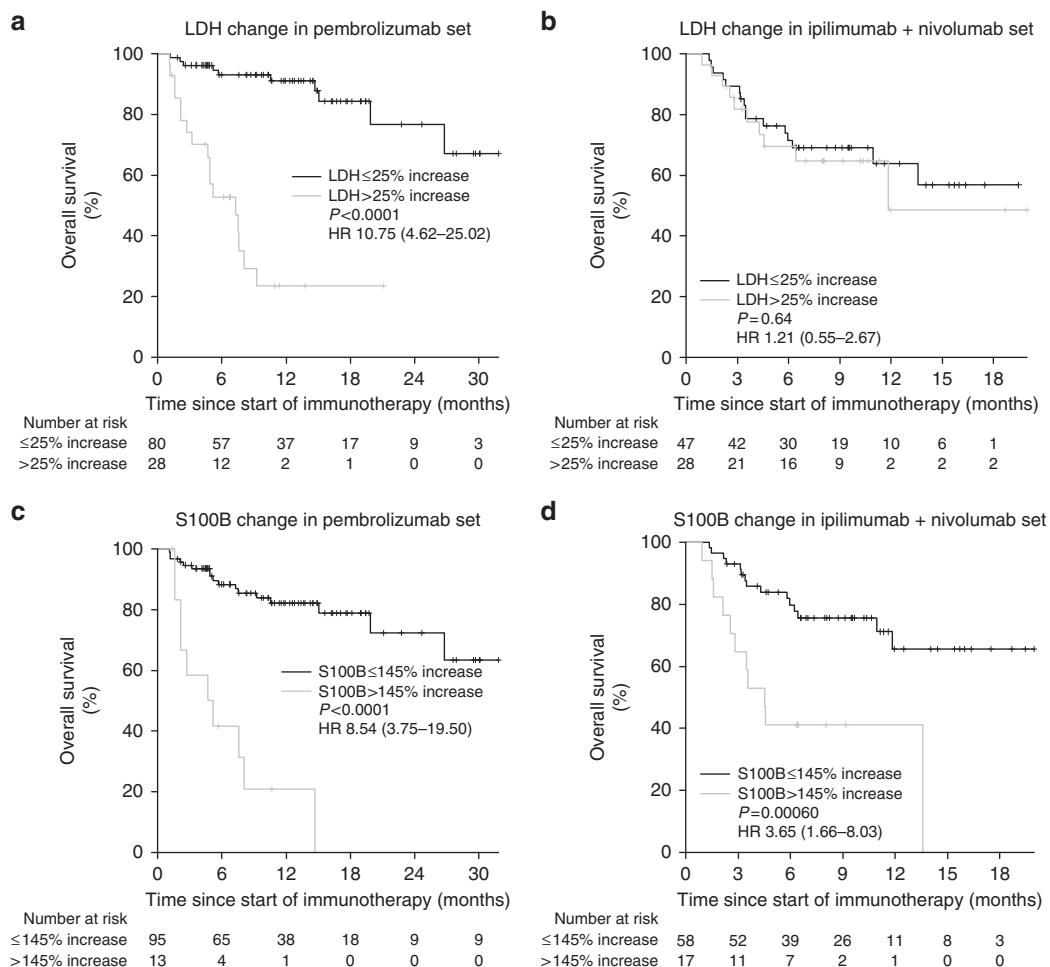 a
LDH change in pembrolizumab set
100
80
60
40
20
0
Overall survival
(%)
LDH≤25% increase
LDH>25% increase
P<0.0001
HR 10.75 (4.62–25.02)
0 6 12 18 24 30
Time since start of immunotherapy (months)
Number at risk
≤25% increase 80 57 37 17 9 3
>25% increase 28 12 2 1 0 0
b
LDH change in ipilimumab + nivolumab set
100
80
60
40
20
0
Overall survival
(%)
LDH≤25% increase
LDH>25% increase
P=0.64
HR 1.21 (0.55–2.67)
0 3 6 9 12 15 18
Time since start of immunotherapy (months)
≤25% increase 47 42 30 19 10 6 1
>25% increase 28 21 16 9 2 2 2
c
S100B change in pembrolizumab set
100
80
60
40
20
0
Overall survival
(%)
S100B≤145% increase
S100B>145% increase
P<0.0001
HR 8.54 (3.75–19.50)
0 6 12 18 24 30
Time since start of immunotherapy (months)
Number at risk
≤145% increase 95 65 38 18 9 9
>145% increase 13 4 1 0 0 0
d
S100B change in ipilimumab + nivolumab set
100
80
60
40
20
0
Overall survival
(%)
S100B≤145% increase
S100B>145% increase
P=0.00060
HR 3.65 (1.66–8.03)
0 3 6 9 12 15 18
Time since start of immunotherapy (months)
Number at risk
≤145% increase 58 52 39 26 11 8 3
>145% increase 17 11 7 2 1 0 0